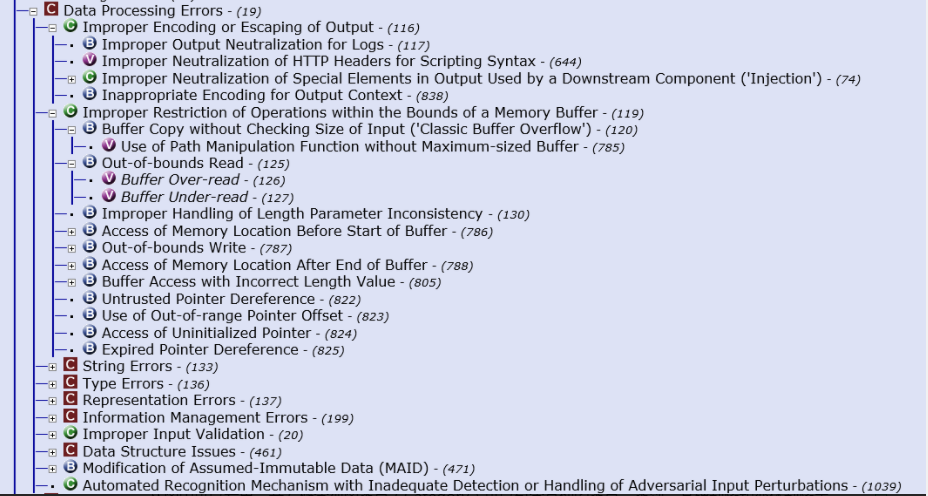 C Data Processing Errors - (19)
C Improper Encoding or Escaping of Output - (116)
B Improper Output Neutralization for Logs - (117)
V Improper Neutralization of HTTP Headers for Scripting Syntax - (644)
C Improper Neutralization of Special Elements in Output Used by a Downstream Component ('Injection') - (74)
B Inappropriate Encoding for Output Context - (838)
C Improper Restriction of Operations within the Bounds of a Memory Buffer - (119)
B Buffer Copy without Checking Size of Input ('Classic Buffer Overflow') - (120)
V Use of Path Manipulation Function without Maximum-sized Buffer - (785)
B Out-of-bounds Read - (125)
V Buffer Over-read - (126)
V Buffer Under-read - (127)
B Improper Handling of Length Parameter Inconsistency - (130)
B Access of Memory Location Before Start of Buffer - (786)
B Out-of-bounds Write - (787)
B Access of Memory Location After End of Buffer - (788)
B Buffer Access with Incorrect Length Value - (805)
B Untrusted Pointer Dereference - (822)
B Use of Out-of-range Pointer Offset - (823)
B Access of Uninitialized Pointer - (824)
B Expired Pointer Dereference - (825)
C String Errors - (133)
C Type Errors - (136)
C Representation Errors - (137)
C Information Management Errors - (199)
C Improper Input Validation - (20)
C Data Structure Issues - (461)
B Modification of Assumed-Immutable Data (MAID) - (471)
C Automated Recognition Mechanism with Inadequate Detection or Handling of Adversarial Input Perturbations - (1039)